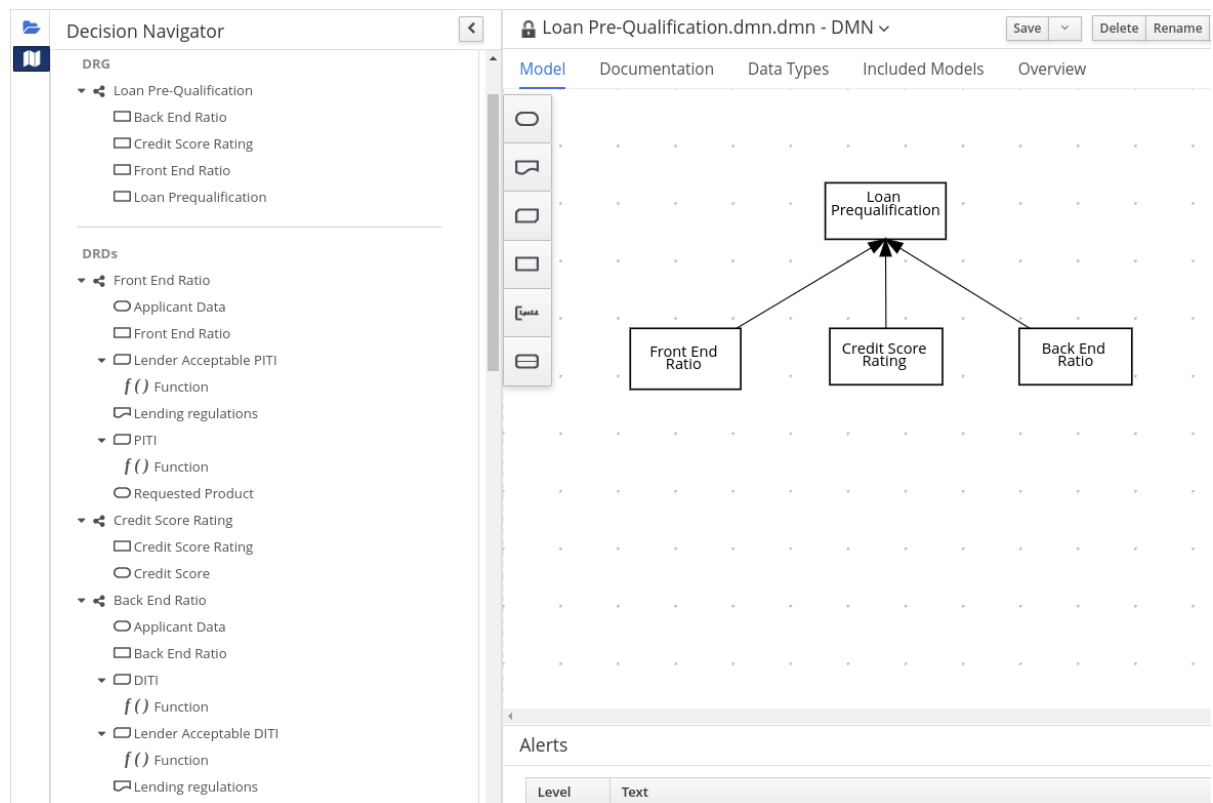 Decision Navigator
DRG
Loan Pre-Qualification
Back End Ratio
Credit Score Rating
Front End Ratio
Loan Prequalification
DRDs
Front End Ratio
Applicant Data
Front End Ratio
Lender Acceptable PITI
f ( ) Function
Lending regulations
PITI
f ( ) Function
Requested Product
Credit Score Rating
Credit Score Rating
Credit Score
Back End Ratio
Applicant Data
Back End Ratio
DITI
f ( ) Function
Lender Acceptable DITI
f ( ) Function
Lending regulations
Loan Pre-Qualification.dmn.dmn - DMN
Save
Delete
Rename
Model
Documentation
Data Types
Included Models
Overview
Loan
Prequalification
Front End
Ratio
Credit Score
Rating
Back End
Ratio
Alerts
Level
Text